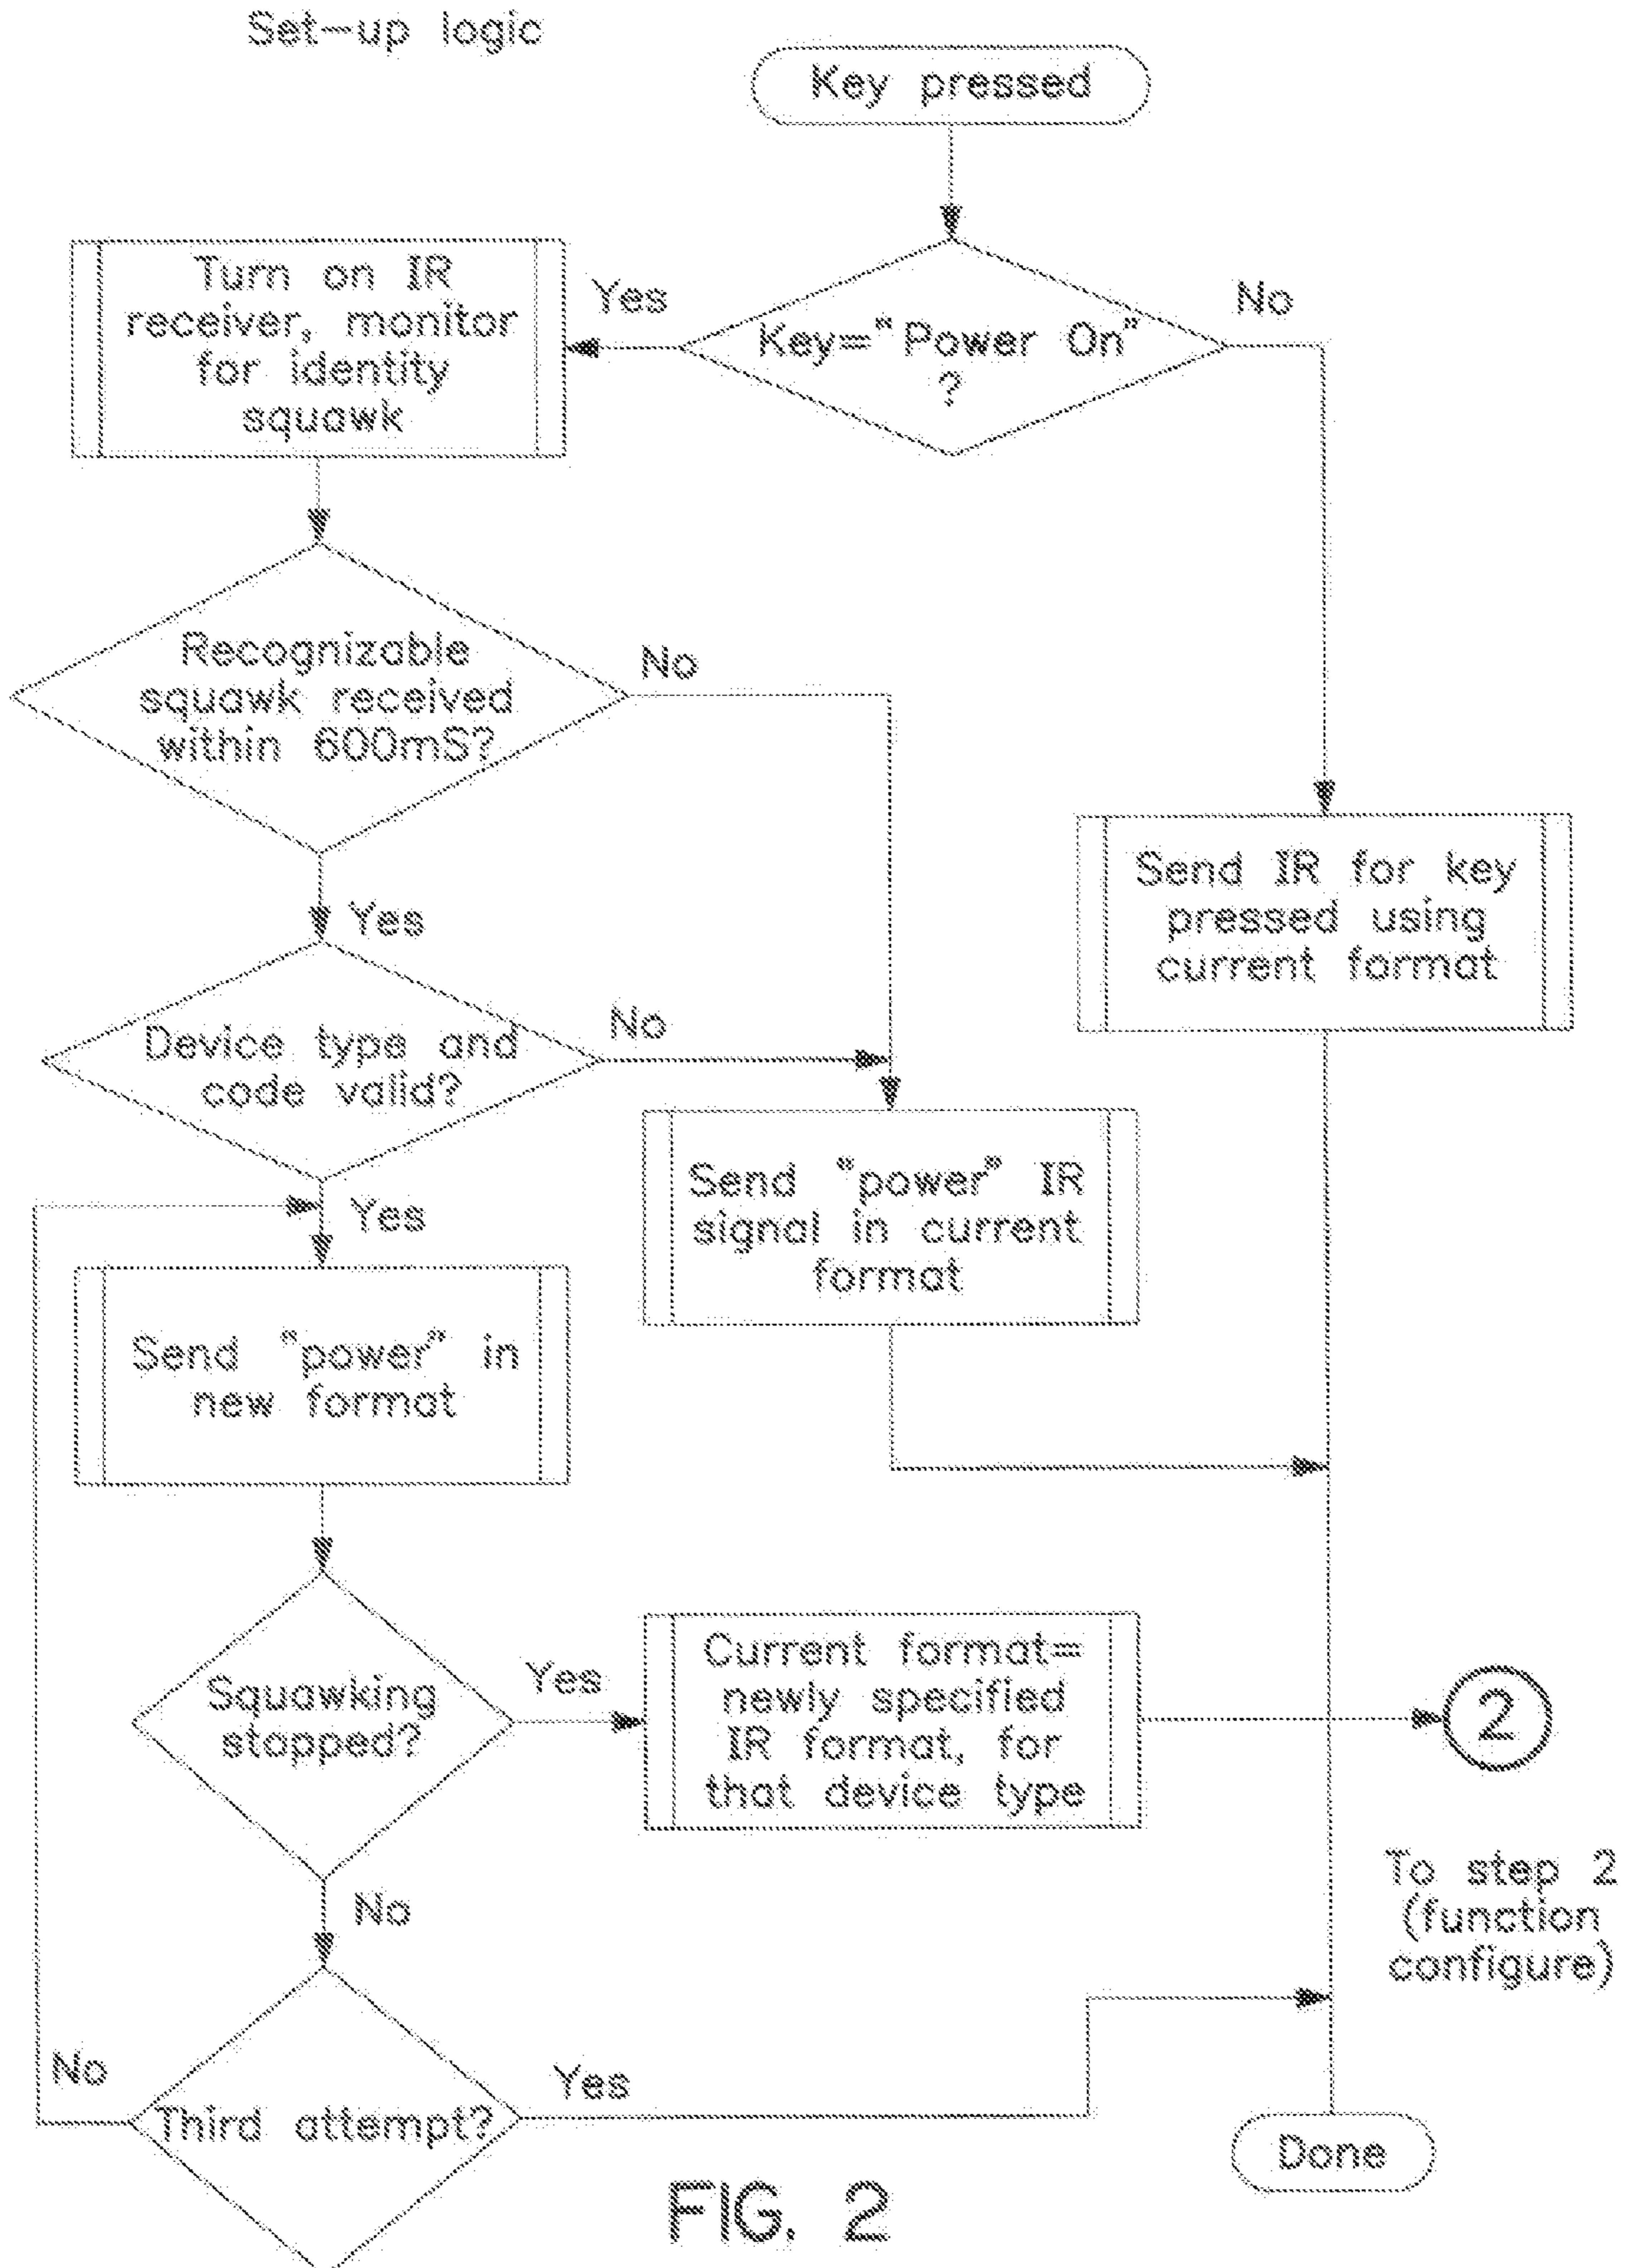 Set-up logic
Key pressed
Key="Power On"
?
Yes
No
Turn on IR
receiver, monitor
for identity
squawk
Recognizable
squawk received
within 600mS?
No
Yes
Send IR for key
pressed using
current format
Device type and
code valid?
No
Yes
Send "power" IR
signal in current
format
Send "power" in
new format
Squawking
stopped?
Yes
Current format=
newly specified
IR format, for
that device type
2
To step 2
(function
configure)
No
Third attempt?
No
Yes
Done
FIG. 2